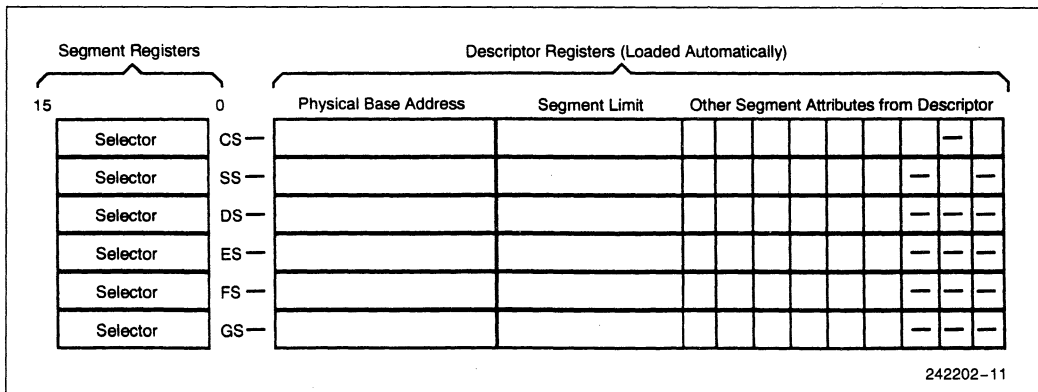 Segment Registers
Descriptor Registers (Loaded Automatically)
15 0
Physical Base Address Segment Limit Other Segment Attributes from Descriptor
Selector CS— —
Selector SS— — —
Selector DS— — — —
Selector ES— — — —
Selector FS— — — —
Selector GS— — — —
242202–11